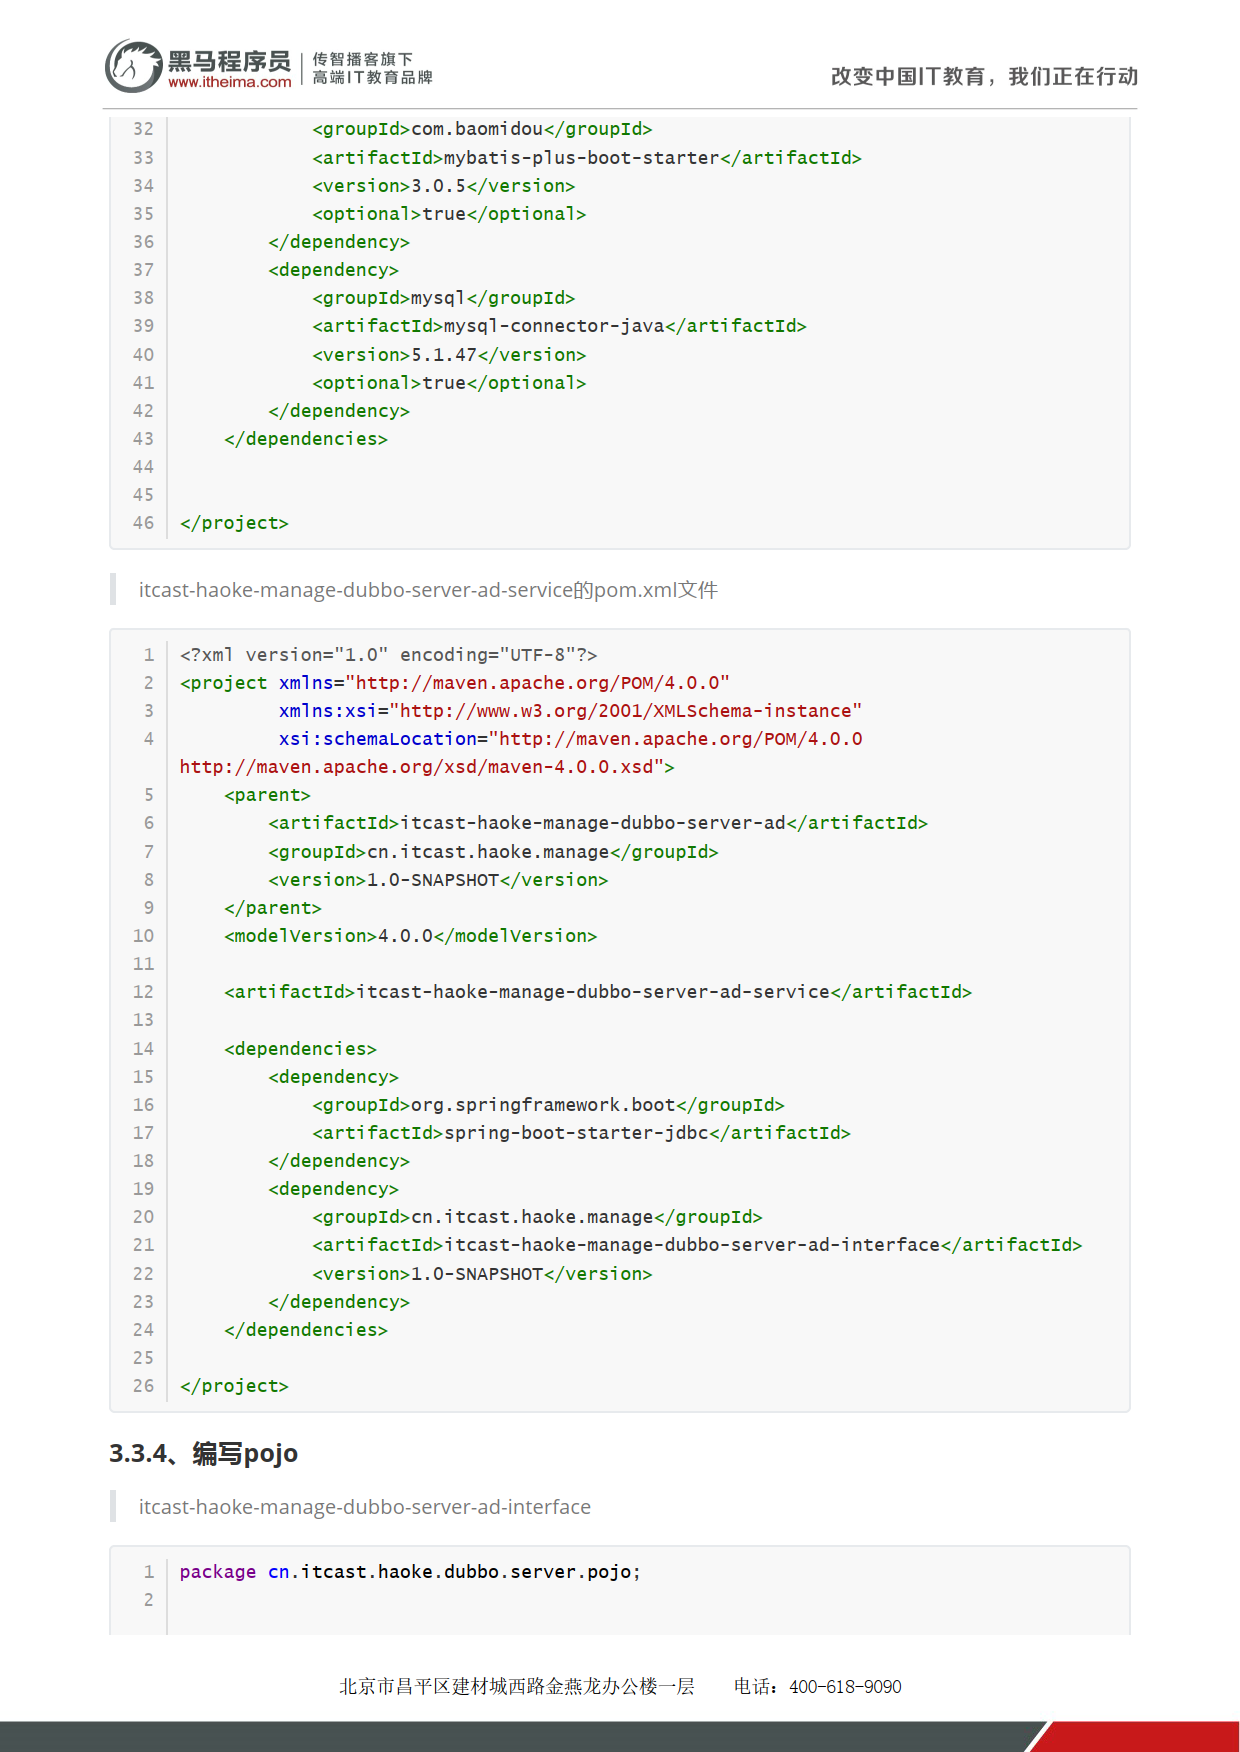 黑马程序员
www.itheima.com
传智播客旗下
高端IT教育品牌
改变中国IT教育，我们正在行动
32             <groupId>com.baomidou</groupId>
33             <artifactId>mybatis-plus-boot-starter</artifactId>
34             <version>3.0.5</version>
35             <optional>true</optional>
36         </dependency>
37         <dependency>
38             <groupId>mysql</groupId>
39             <artifactId>mysql-connector-java</artifactId>
40             <version>5.1.47</version>
41             <optional>true</optional>
42         </dependency>
43     </dependencies>
44
45
46 </project>
itcast-haoke-manage-dubbo-server-ad-service的pom.xml文件
1 <?xml version="1.0" encoding="UTF-8"?>
2 <project xmlns="http://maven.apache.org/POM/4.0.0"
3          xmlns:xsi="http://www.w3.org/2001/XMLSchema-instance"
4          xsi:schemaLocation="http://maven.apache.org/POM/4.0.0
http://maven.apache.org/xsd/maven-4.0.0.xsd">
5     <parent>
6         <artifactId>itcast-haoke-manage-dubbo-server-ad</artifactId>
7         <groupId>cn.itcast.haoke.manage</groupId>
8         <version>1.0-SNAPSHOT</version>
9     </parent>
10     <modelVersion>4.0.0</modelVersion>
11
12     <artifactId>itcast-haoke-manage-dubbo-server-ad-service</artifactId>
13
14     <dependencies>
15         <dependency>
16             <groupId>org.springframework.boot</groupId>
17             <artifactId>spring-boot-starter-jdbc</artifactId>
18         </dependency>
19         <dependency>
20             <groupId>cn.itcast.haoke.manage</groupId>
21             <artifactId>itcast-haoke-manage-dubbo-server-ad-interface</artifactId>
22             <version>1.0-SNAPSHOT</version>
23         </dependency>
24     </dependencies>
25
26 </project>
3.3.4、编写pojo
itcast-haoke-manage-dubbo-server-ad-interface
1 package cn.itcast.haoke.dubbo.server.pojo;
2
北京市昌平区建材城西路金燕龙办公楼一层 电话：400-618-9090